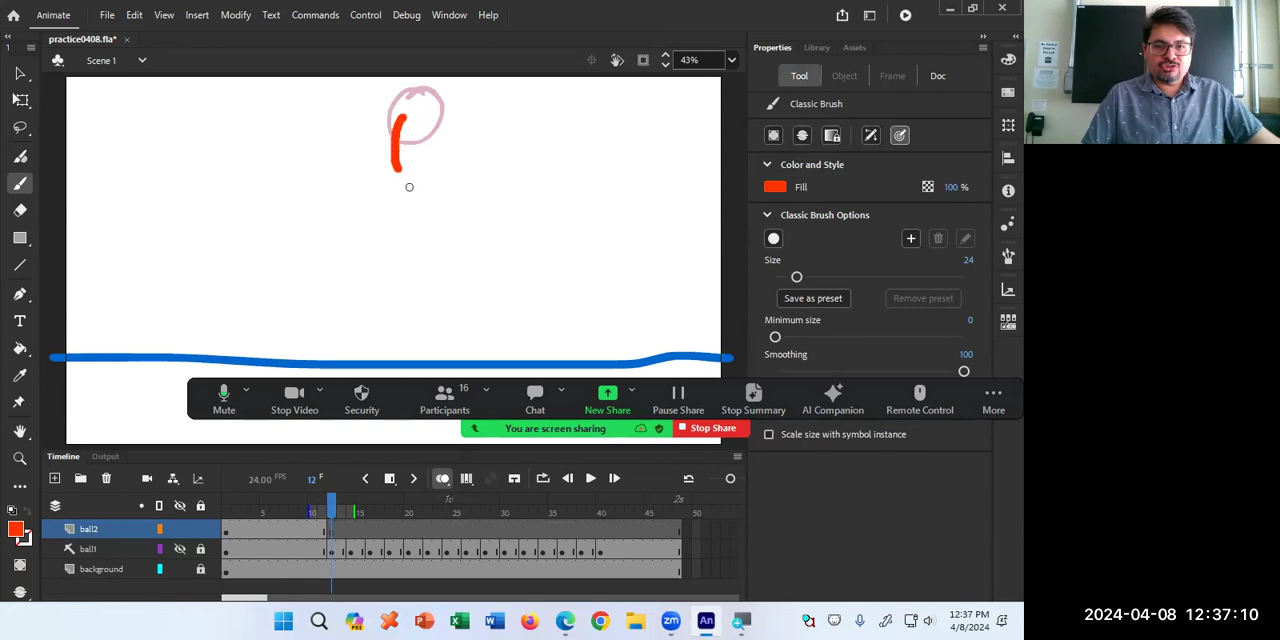 Animate File Edit View Insert Modify Text Commands Control Debug Window Help
practice0408.fla*
Scene 1 43%
Properties Library Assets
Tool Object Frame Doc
Classic Brush
Color and Style
Fill 100 %
Classic Brush Options
Size 24
Save as preset Remove preset
Minimum size 0
Smoothing 100
Mute Stop Video Security Participants 16 Chat New Share Pause Share Stop Summary AI Companion Remote Control More
You are screen sharing Stop Share
Scale size with symbol instance
Timeline Output
24.00 FPS 12 F
1s 2s
5 10 15 20 25 30 35 40 45 50
ball2
ball1
background
12:37 PM
4/8/2024
2024-04-08 12:37:10